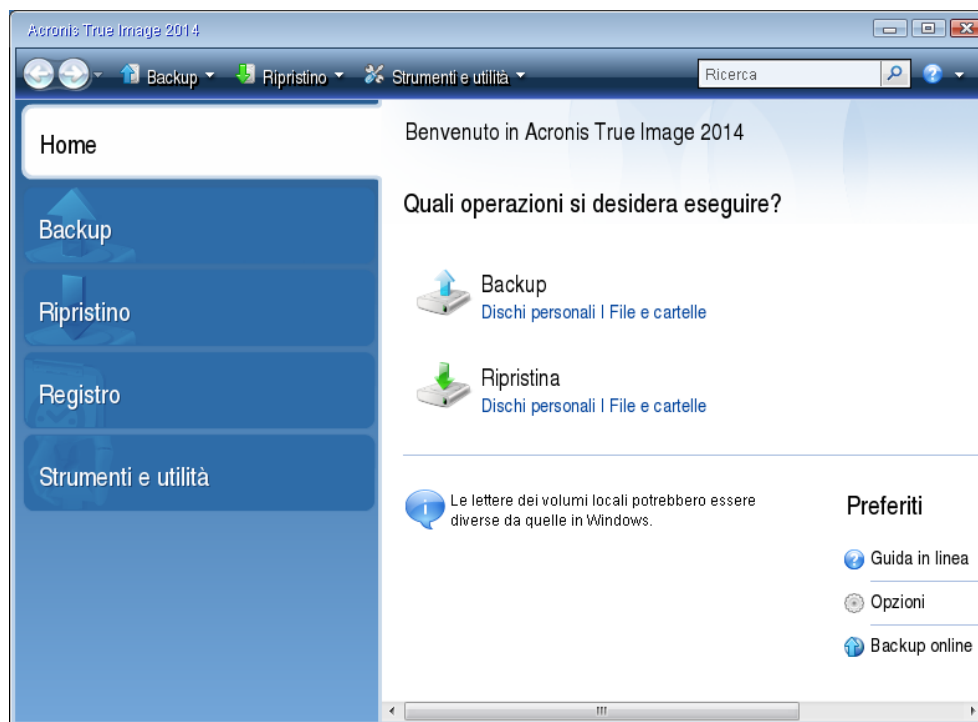 Acronis True Image 2014
Backup Ripristino Strumenti e utilità Ricerca
Home
Backup
Ripristino
Registro
Strumenti e utilità
Benvenuto in Acronis True Image 2014
Quali operazioni si desidera eseguire?
Backup
Dischi personali | File e cartelle
Ripristina
Dischi personali | File e cartelle
Le lettere dei volumi locali potrebbero essere
diverse da quelle in Windows.
Preferiti
Guida in linea
Opzioni
Backup online